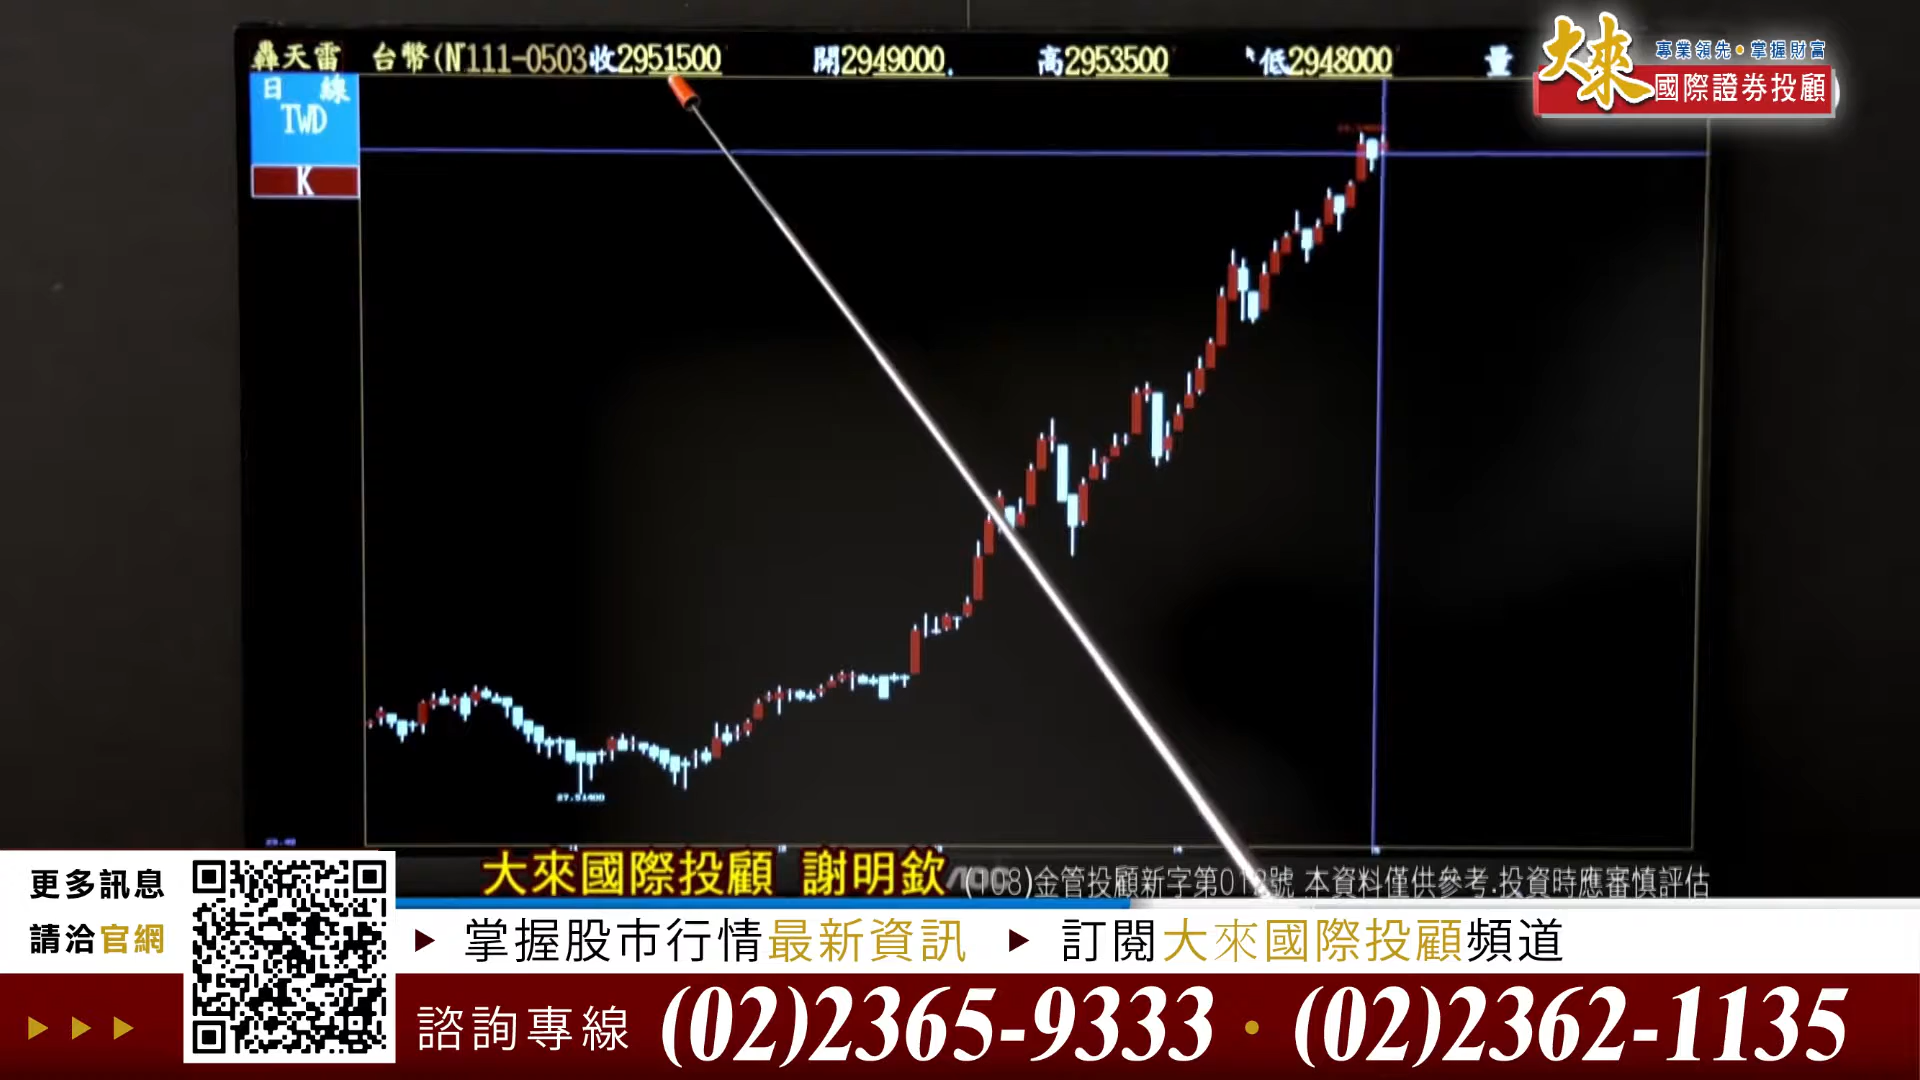 轟天雷 台幣(N111-0503收2951500 開2949000 高2953500 低2948000 量
日 線
TWD
K
27.51400
大來
專業領先•掌握財富
國際證券投顧
大來國際投顧 謝明欽
(108)金管投顧新字第012號 本資料僅供參考.投資時應審慎評估
更多訊息
請洽官網
掌握股市行情最新資訊 訂閱大來國際投顧頻道
諮詢專線 (02)2365-9333 • (02)2362-1135